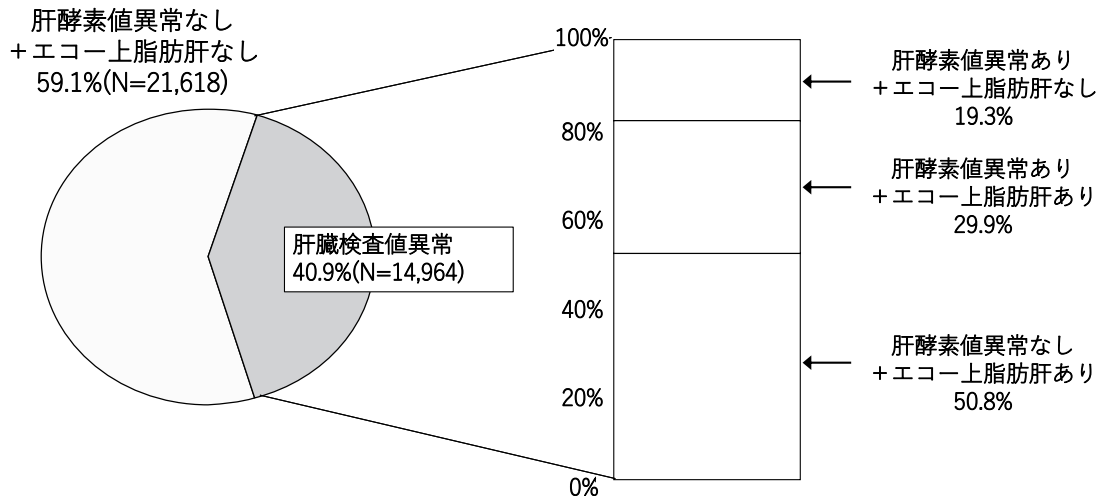 肝酵素値異常なし
＋エコー上脂肪肝なし
59.1%(N=21,618)
肝臓検査値異常
40.9%(N=14,964)
100%
80%
60%
40%
20%
0%
肝酵素値異常あり
＋エコー上脂肪肝なし
19.3%
肝酵素値異常あり
＋エコー上脂肪肝あり
29.9%
肝酵素値異常なし
＋エコー上脂肪肝あり
50.8%